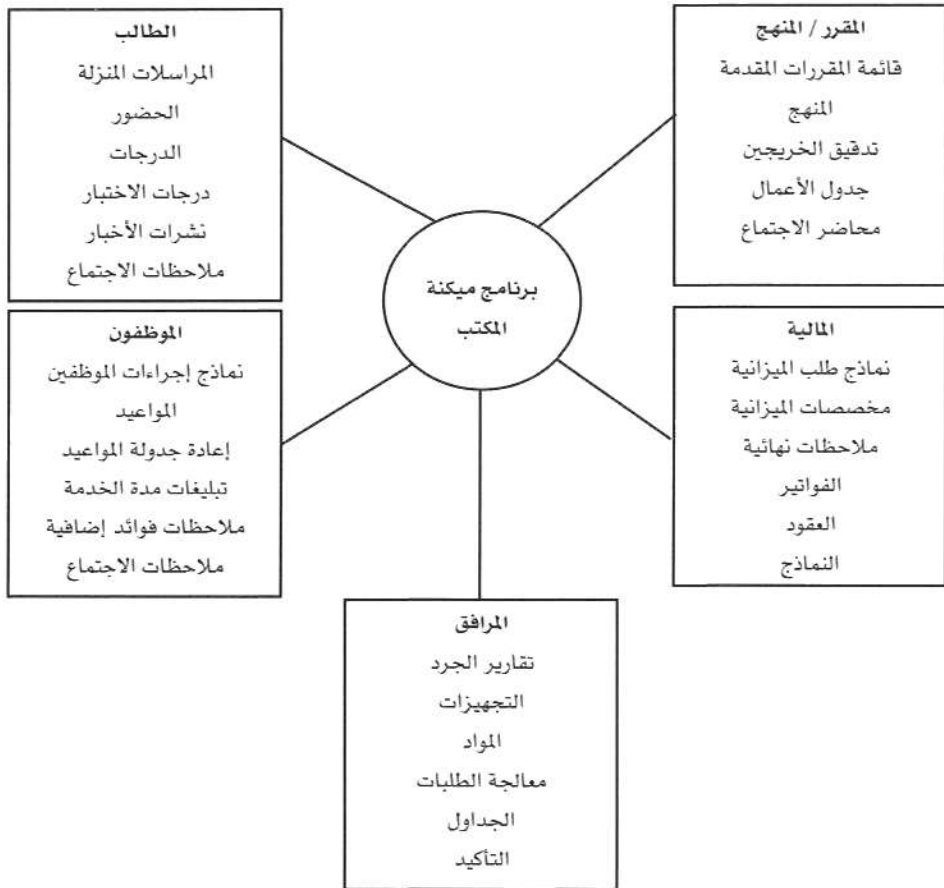 المقرر / المنهج
قائمة المقررات المقدمة
المنهج
تدقيق الخريجين
جدول الأعمال
محاضر الاجتماع
الطالب
المراسلات المنزلة
الحضور
الدرجات
درجات الاختبار
نشرات الأخبار
ملاحظات الاجتماع
برنامج ميكنة
المكتب
المالية
نماذج طلب الميزانية
مخصصات الميزانية
ملاحظات نهائية
الفواتير
العقود
النماذج
الموظفون
نماذج إجراءات الموظفين
المواعيد
إعادة جدولة المواعيد
تبليغات مدة الخدمة
ملاحظات فوائد إضافية
ملاحظات الاجتماع
المرافق
تقارير الجرد
التجهيزات
المواد
معالجة الطلبات
الجداول
التأكيد